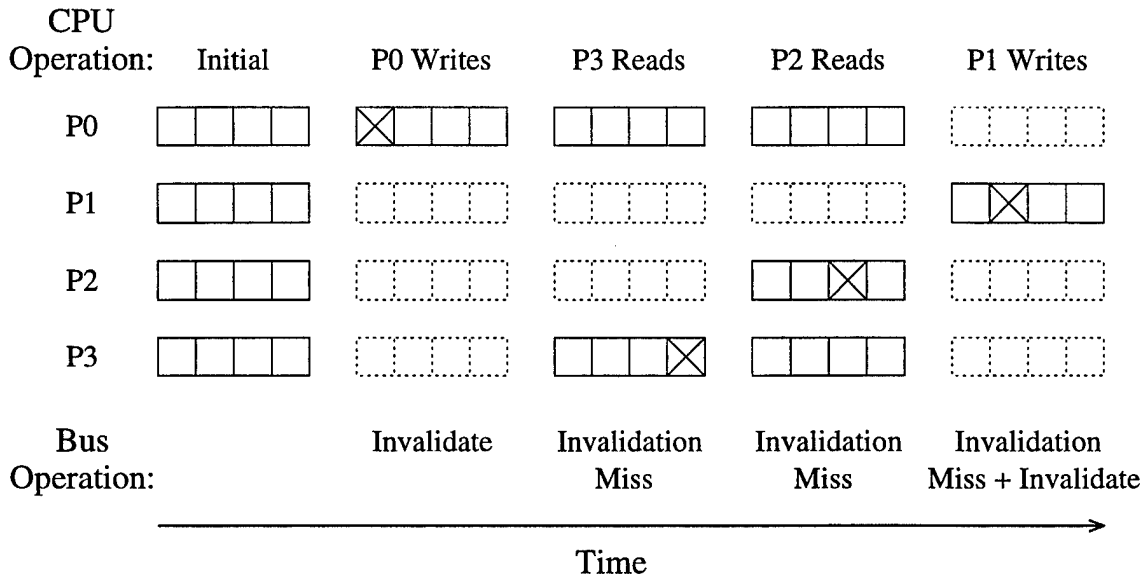 CPU
Operation: Initial P0 Writes P3 Reads P2 Reads P1 Writes
P0
P1
P2
P3
Bus Invalidate Invalidation Invalidation Invalidation
Operation: Miss Miss Miss + Invalidate
Time